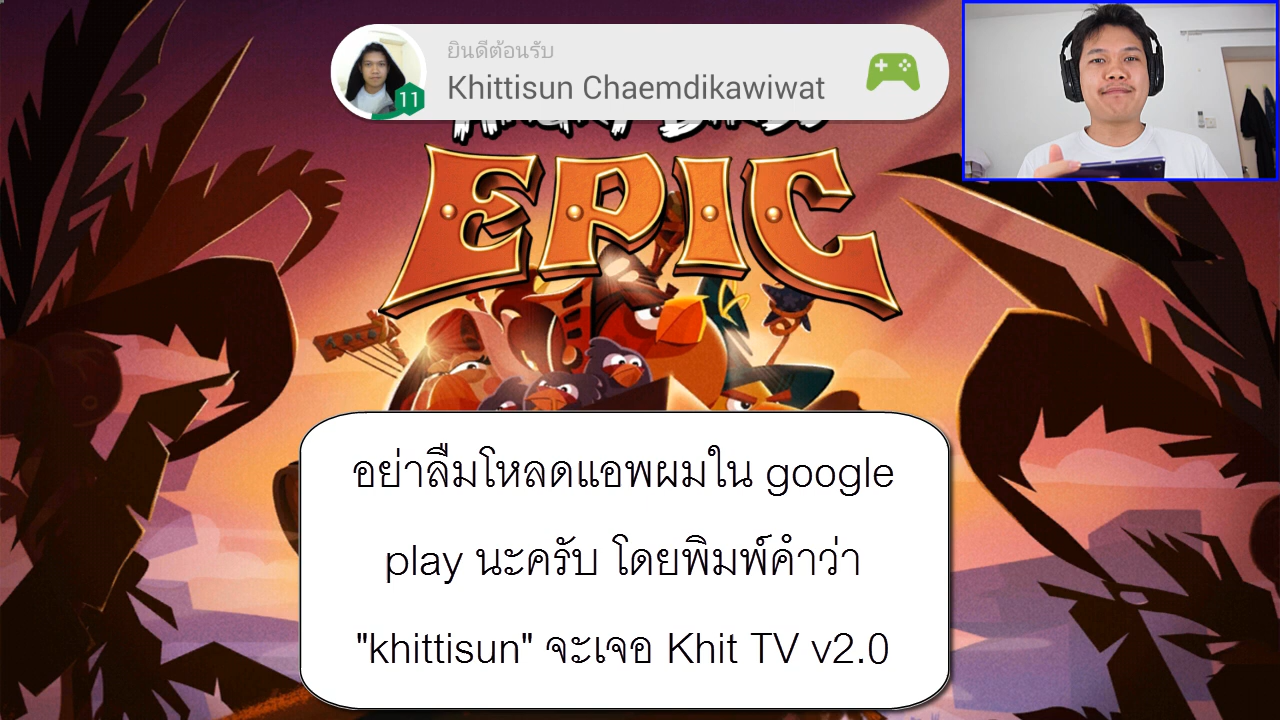 ยินดีต้อนรับ
Khittisun Chaemdikawiwat
11
ANGRY BIRDS
EPIC
อย่าลืมโหลดแอพผมใน google
play นะครับ โดยพิมพ์คำว่า
"khittisun" จะเจอ Khit TV v2.0